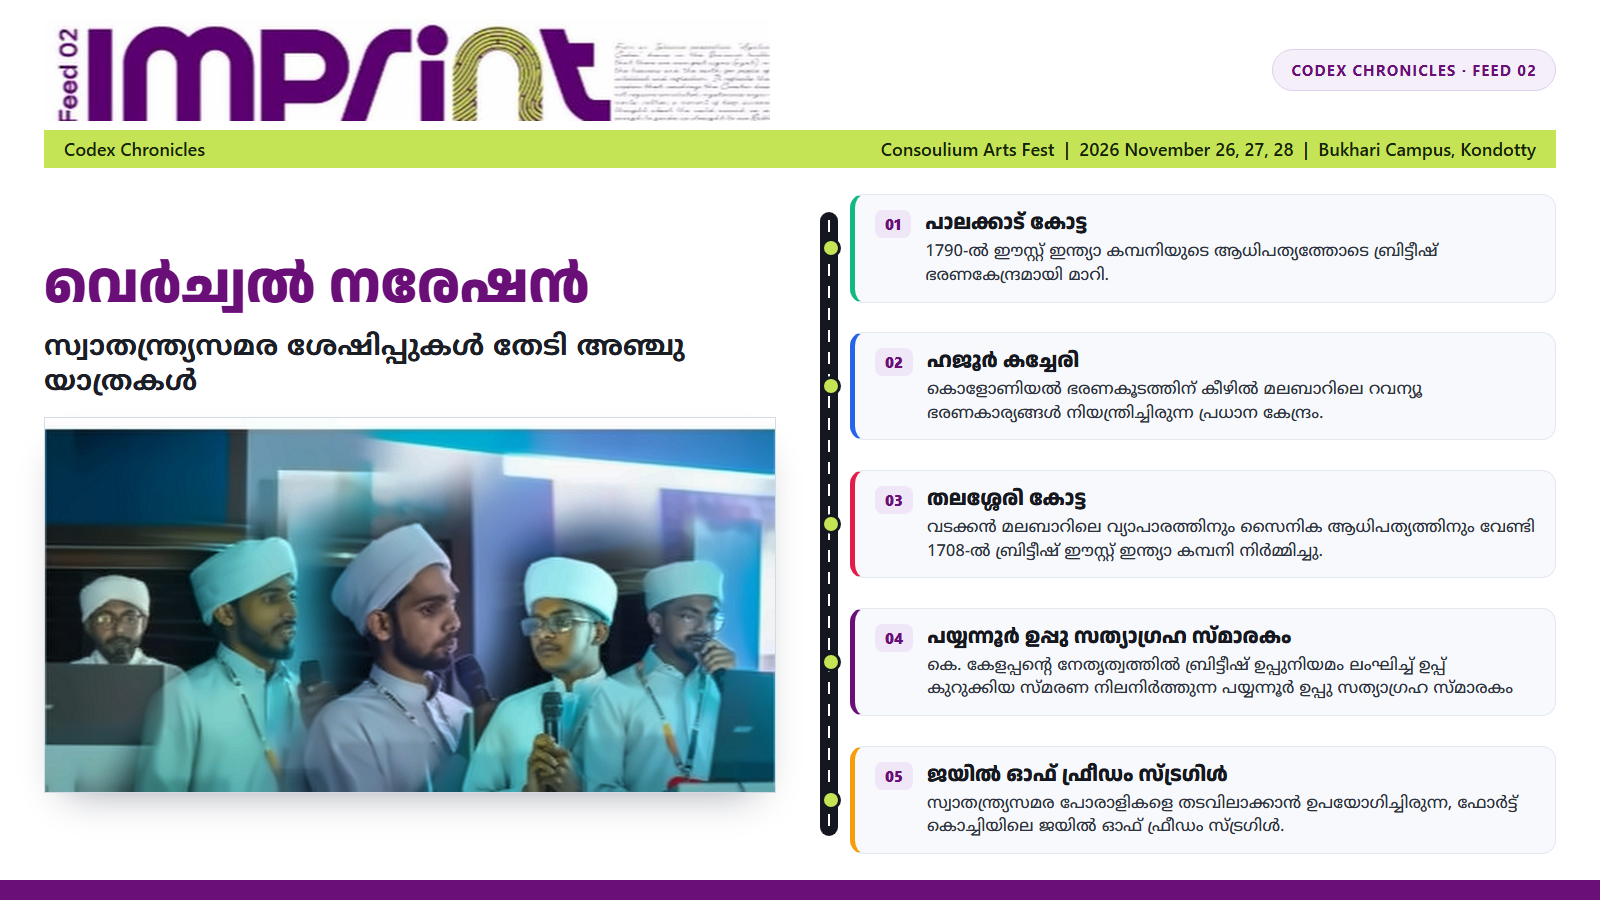 Feed 02
Imprint
CODEX CHRONICLES · FEED 02
Codex Chronicles
Consoulium Arts Fest | 2026 November 26, 27, 28 | Bukhari Campus, Kondotty
വെർച്വൽ നരേഷൻ
സ്വാതന്ത്ര്യസമര ശേഷിപ്പുകൾ തേടി അഞ്ചു
യാത്രകൾ
01 പാലക്കാട് കോട്ട
1790-ൽ ഈസ്റ്റ് ഇന്ത്യാ കമ്പനിയുടെ ആധിപത്യത്തോടെ ബ്രിട്ടീഷ്
ഭരണകേന്ദ്രമായി മാറി.
02 ഹജൂർ കച്ചേരി
കൊളോണിയൽ ഭരണകൂടത്തിന് കീഴിൽ മലബാറിലെ റവന്യൂ
ഭരണകാര്യങ്ങൾ നിയന്ത്രിച്ചിരുന്ന പ്രധാന കേന്ദ്രം.
03 തലശ്ശേരി കോട്ട
വടക്കൻ മലബാറിലെ വ്യാപാരത്തിനും സൈനിക ആധിപത്യത്തിനും വേണ്ടി
1708-ൽ ബ്രിട്ടീഷ് ഈസ്റ്റ് ഇന്ത്യാ കമ്പനി നിർമ്മിച്ചു.
04 പയ്യന്നൂർ ഉപ്പു സത്യാഗ്രഹ സ്മാരകം
കെ. കേളപ്പന്റെ നേതൃത്വത്തിൽ ബ്രിട്ടീഷ് ഉപ്പുനിയമം ലംഘിച്ച് ഉപ്പ്
കുറുക്കിയ സ്മരണ നിലനിർത്തുന്ന പയ്യന്നൂർ ഉപ്പു സത്യാഗ്രഹ സ്മാരകം
05 ജയിൽ ഓഫ് ഫ്രീഡം സ്ട്രഗിൾ
സ്വാതന്ത്ര്യസമര പോരാളികളെ തടവിലാക്കാൻ ഉപയോഗിച്ചിരുന്ന, ഫോർട്ട്
കൊച്ചിയിലെ ജയിൽ ഓഫ് ഫ്രീഡം സ്ട്രഗിൾ.